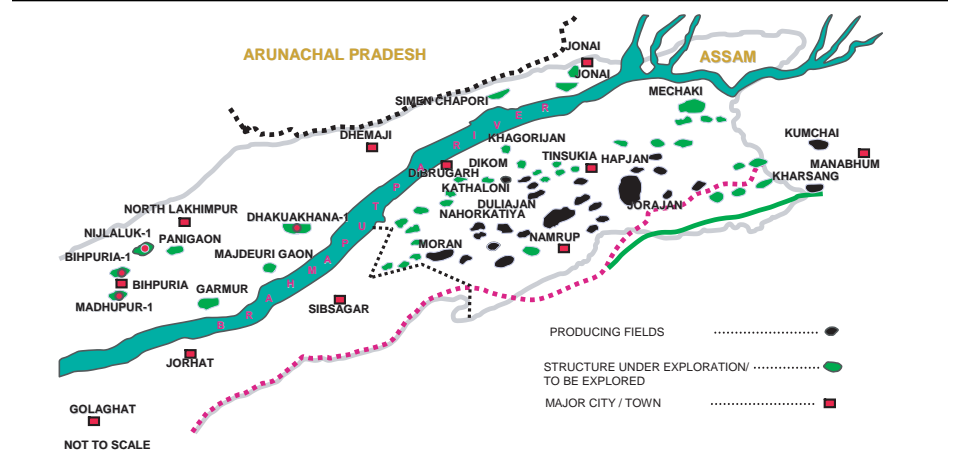 JONAI
ARUNACHAL PRADESH
ASSAM
JONAI
MECHAKI
SIMEN CHAPORI
KHAGORIJAN
KUMCHAI
DHEMAJI
TINSUKIA
HAPJAN
DIKOM
MANABHUM
DIBRUGARH
KHARSANG
KATHALONI
DULIAJAN
JORAJAN
NORTH LAKHIMPUR
DHAKUAKHANA-1
NAHORKATIYA
NIJLALUK-1
PANIGAON
NAMRUP
MORAN
BIHPURIA-1
MAJDEURI GAON
BIHPURIA
GARMUR
MADHUPUR-1
SIBSAGAR
BRAHMAPUTPARIVER
JORHAT
GOLAGHAT
NOT TO SCALE
PRODUCING FIELDS
STRUCTURE UNDER EXPLORATION/
TO BE EXPLORED
MAJOR CITY / TOWN